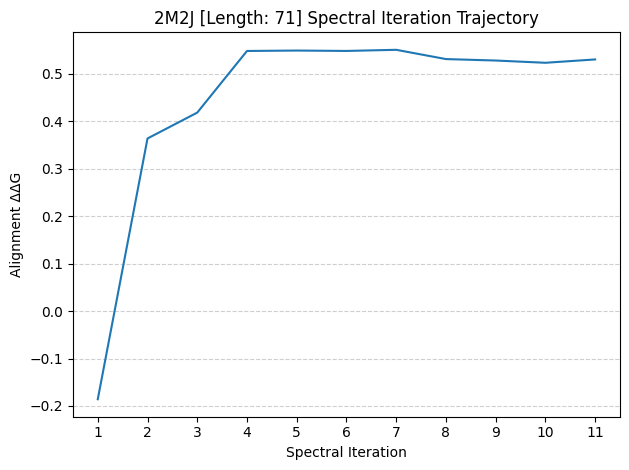 2M2J [Length: 71] Spectral Iteration Trajectory
Alignment ΔΔG
0.5
0.4
0.3
0.2
0.1
0.0
−0.1
−0.2
1 2 3 4 5 6 7 8 9 10 11
Spectral Iteration